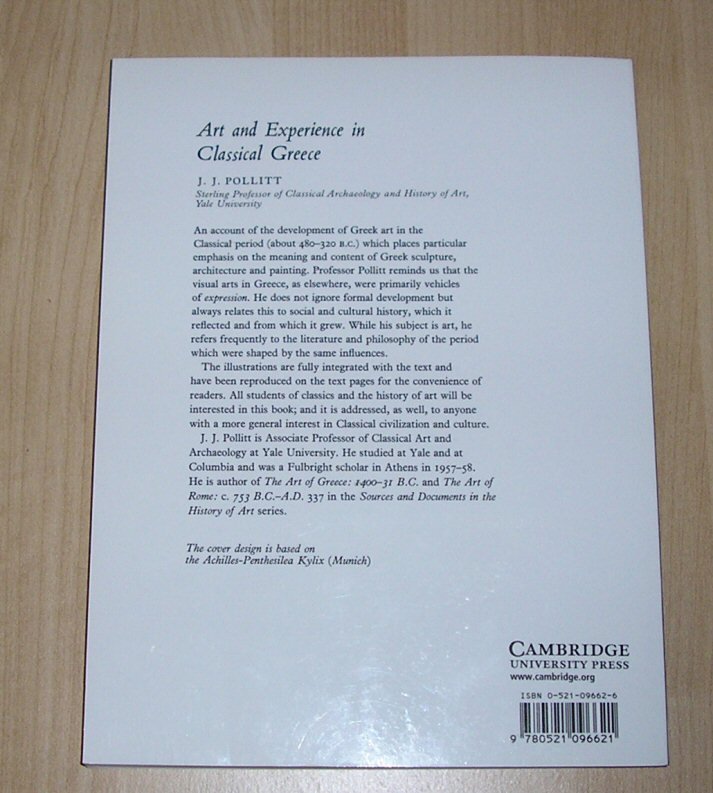 Art and Experience in
Classical Greece
J. J. POLLITT
Sterling Professor of Classical Archaeology and History of Art,
Yale University
An account of the development of Greek art in the
Classical period (about 480–320 B.C.) which places particular
emphasis on the meaning and content of Greek sculpture,
architecture and painting. Professor Pollitt reminds us that the
visual arts in Greece, as elsewhere, were primarily vehicles
of expression. He does not ignore formal development but
always relates this to social and cultural history, which it
reflected and from which it grew. While his subject is art, he
refers frequently to the literature and philosophy of the period
which were shaped by the same influences.
The illustrations are fully integrated with the text and
have been reproduced on the text pages for the convenience of
readers. All students of classics and the history of art will be
interested in this book; and it is addressed, as well, to anyone
with a more general interest in Classical civilization and culture.
J. J. Pollitt is Associate Professor of Classical Art and
Archaeology at Yale University. He studied at Yale and at
Columbia and was a Fulbright scholar in Athens in 1957–58.
He is author of The Art of Greece: 1400–31 B.C. and The Art of
Rome: c. 753 B.C.–A.D. 337 in the Sources and Documents in the
History of Art series.
The cover design is based on
the Achilles-Penthesilea Kylix (Munich)
CAMBRIDGE
UNIVERSITY PRESS
www.cambridge.org
ISBN 0-521-09662-6
9 780521 096621